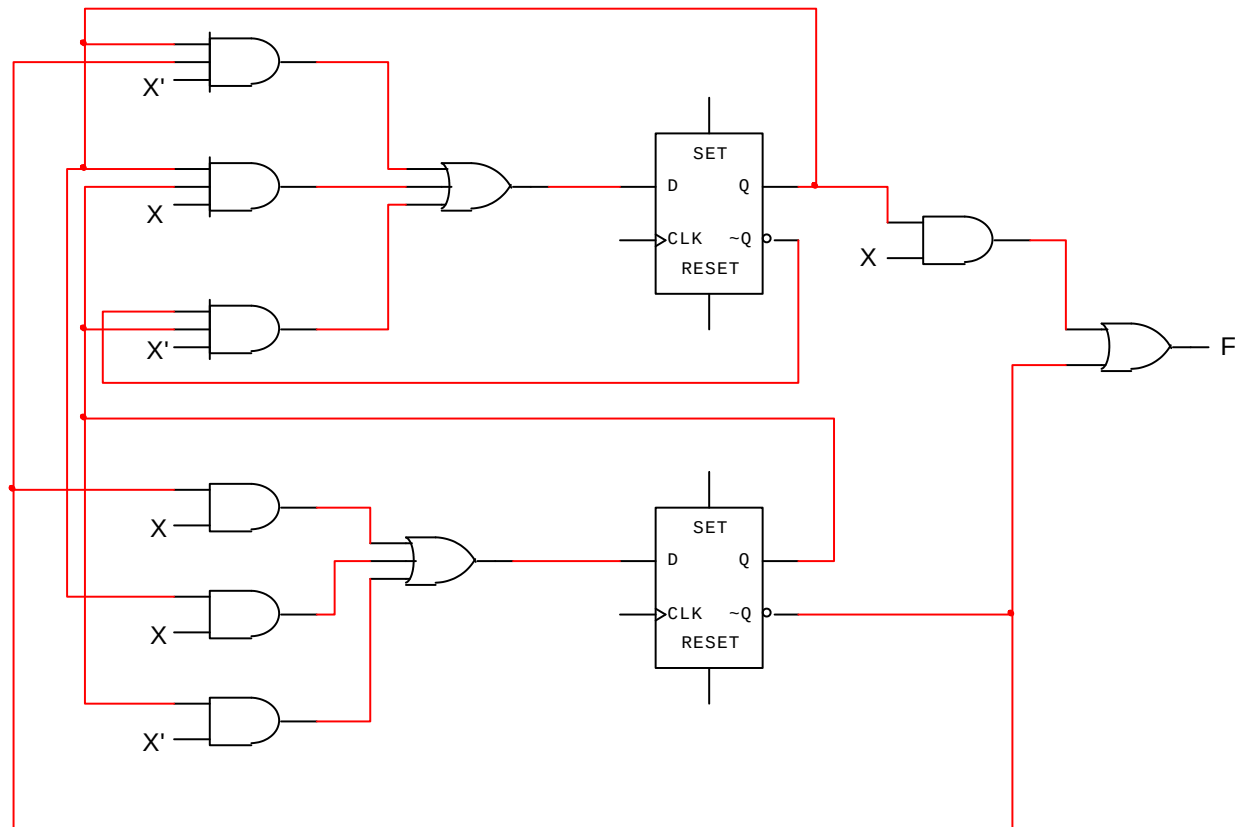 X'
X
X'
SET
D Q
CLK ~Q
RESET
X
F
X
X
X'
SET
D Q
CLK ~Q
RESET